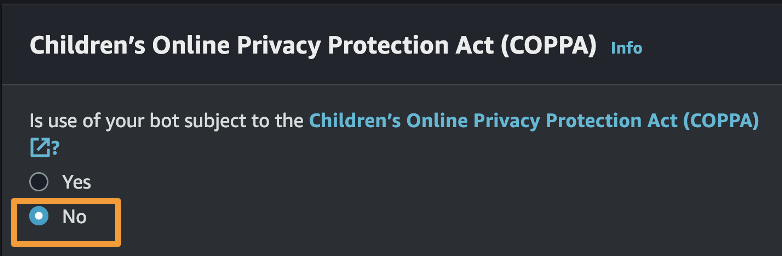 Children’s Online Privacy Protection Act (COPPA) Info
Is use of your bot subject to the Children’s Online Privacy Protection Act (COPPA)
?
Yes
No